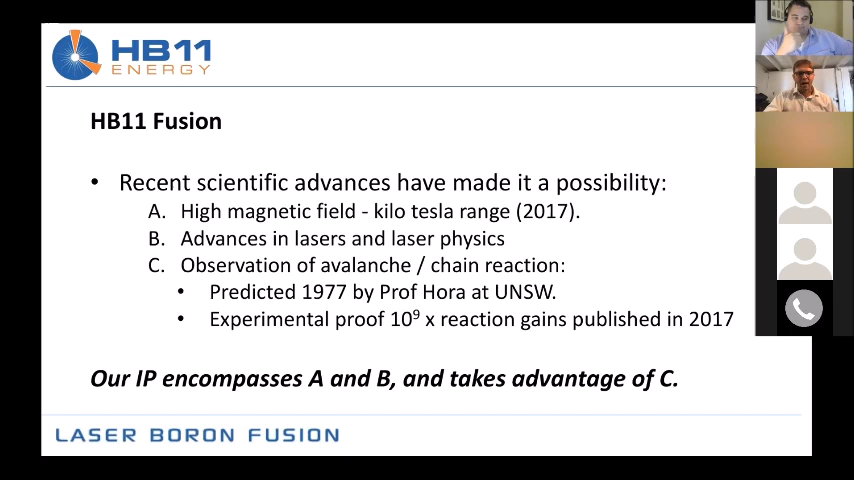 HB11
ENERGY
HB11 Fusion
• Recent scientific advances have made it a possibility:
A. High magnetic field - kilo tesla range (2017).
B. Advances in lasers and laser physics
C. Observation of avalanche / chain reaction:
• Predicted 1977 by Prof Hora at UNSW.
• Experimental proof 10⁹ x reaction gains published in 2017
Our IP encompasses A and B, and takes advantage of C.
LASER BORON FUSION